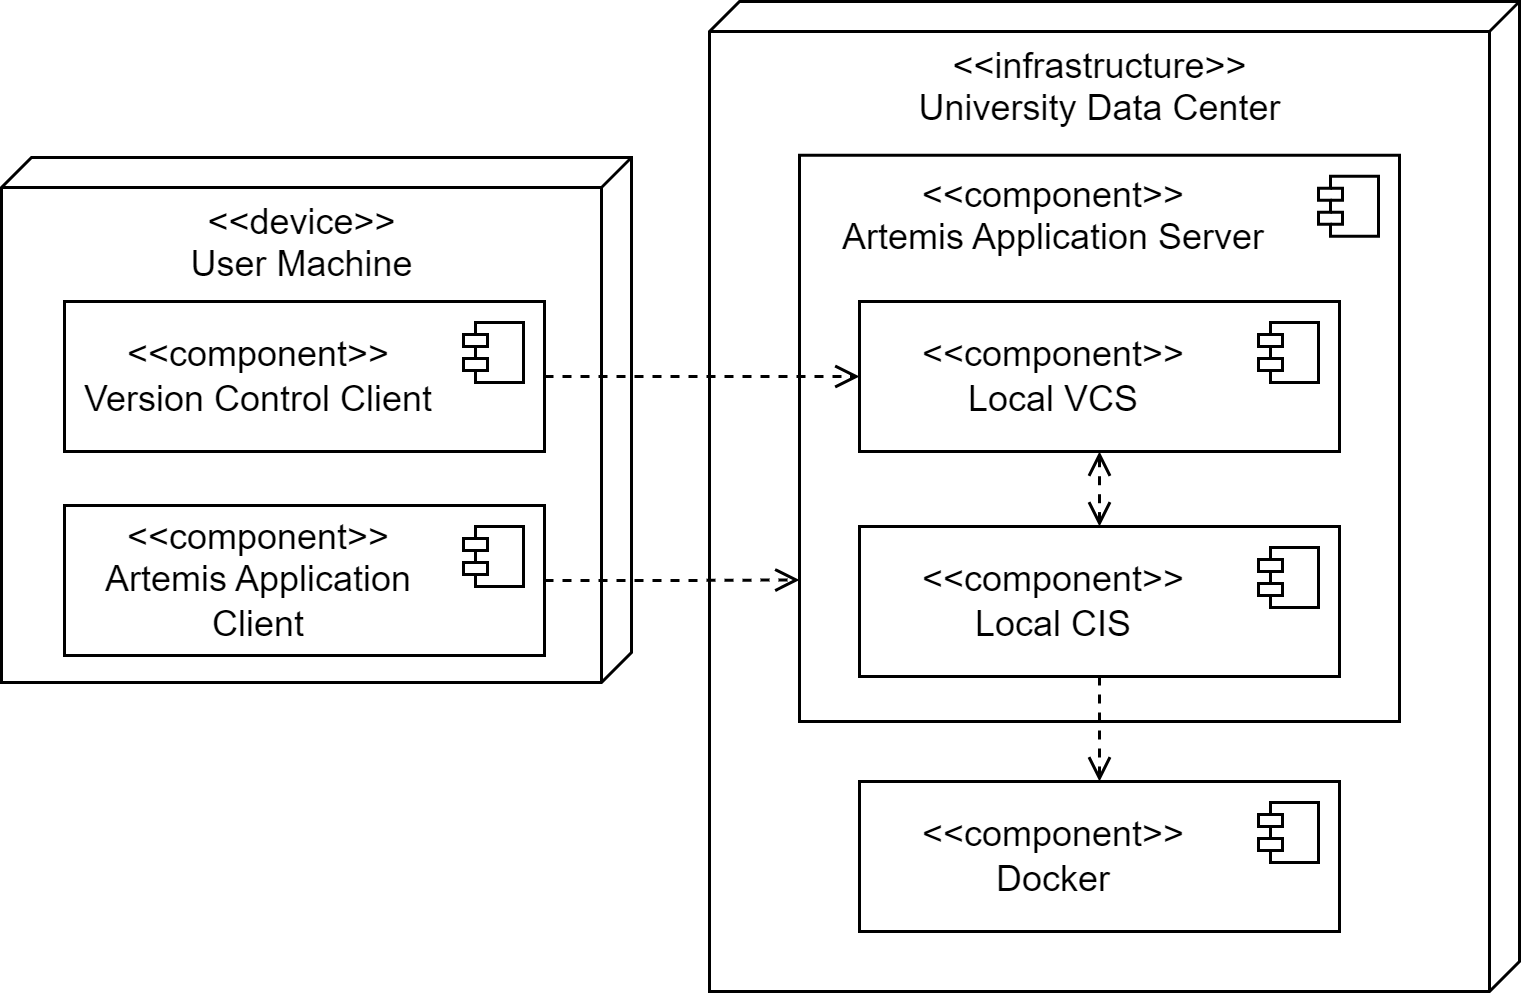 <<device>>
User Machine
<<component>>
Version Control Client
<<component>>
Artemis Application
Client
<<infrastructure>>
University Data Center
<<component>>
Artemis Application Server
<<component>>
Local VCS
<<component>>
Local CIS
<<component>>
Docker